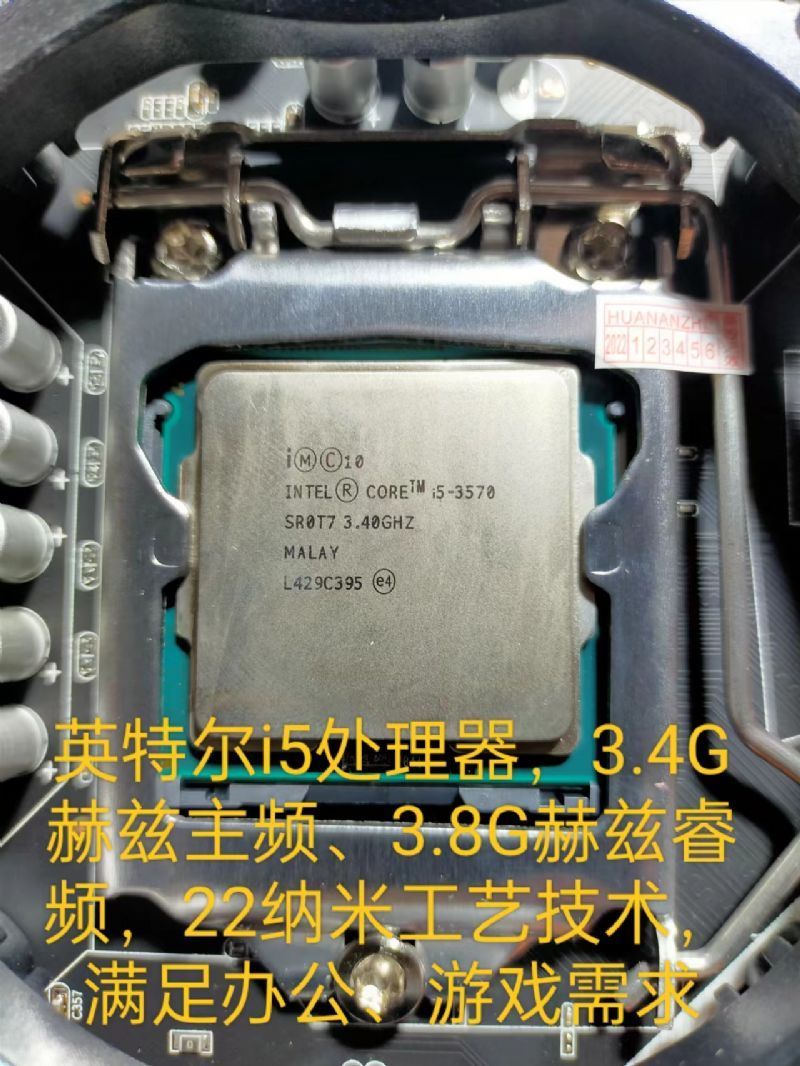 HUANANZHI
2022 1 2 3 4 5 6
i Ⓜ Ⓒ10
INTEL® CORE™ i5-3570
SR0T7 3.40GHZ
MALAY
L429C395 e4
英特尔i5处理器，3.4G
赫兹主频、3.8G赫兹睿
频，22纳米工艺技术，
满足办公、游戏需求
C357